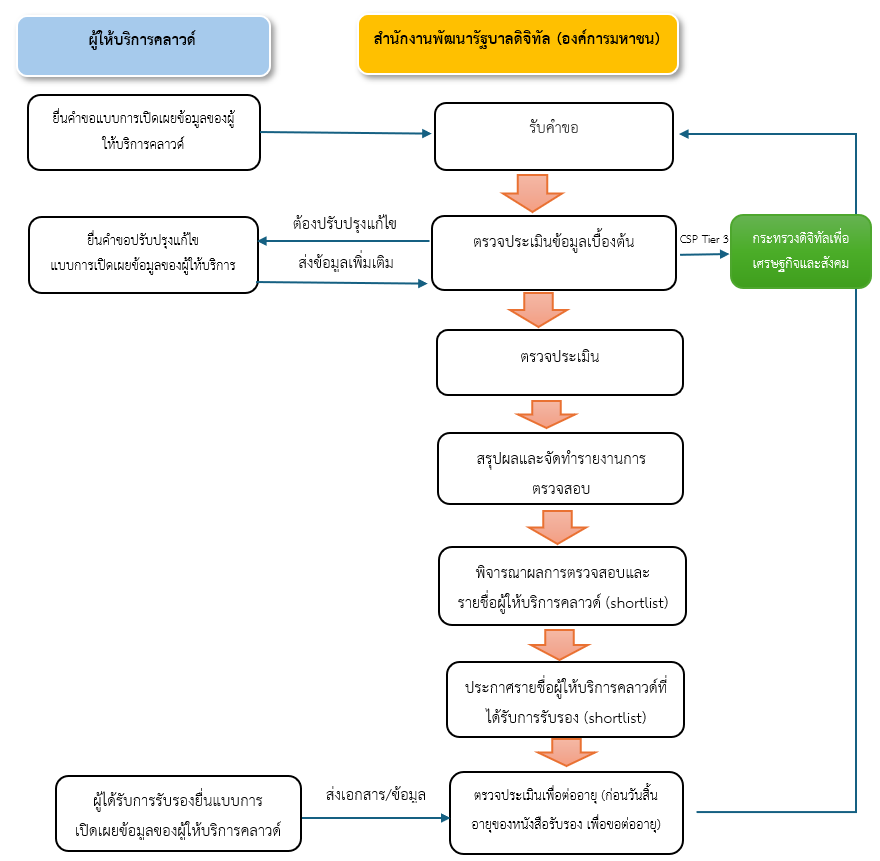 ผู้ให้บริการคลาวด์
สำนักงานพัฒนารัฐบาลดิจิทัล (องค์การมหาชน)
ยื่นคำขอแบบการเปิดเผยข้อมูลของผู้
ให้บริการคลาวด์
รับคำขอ
ยื่นคำขอปรับปรุงแก้ไข
แบบการเปิดเผยข้อมูลของผู้ให้บริการ
ต้องปรับปรุงแก้ไข
ส่งข้อมูลเพิ่มเติม
ตรวจประเมินข้อมูลเบื้องต้น
CSP Tier 3
กระทรวงดิจิทัลเพื่อ
เศรษฐกิจและสังคม
ตรวจประเมิน
สรุปผลและจัดทำรายงานการ
ตรวจสอบ
พิจารณาผลการตรวจสอบและ
รายชื่อผู้ให้บริการคลาวด์ (shortlist)
ประกาศรายชื่อผู้ให้บริการคลาวด์ที่
ได้รับการรับรอง (shortlist)
ผู้ได้รับการรับรองยื่นแบบการ
เปิดเผยข้อมูลของผู้ให้บริการคลาวด์
ส่งเอกสาร/ข้อมูล
ตรวจประเมินเพื่อต่ออายุ (ก่อนวันสิ้น
อายุของหนังสือรับรอง เพื่อขอต่ออายุ)